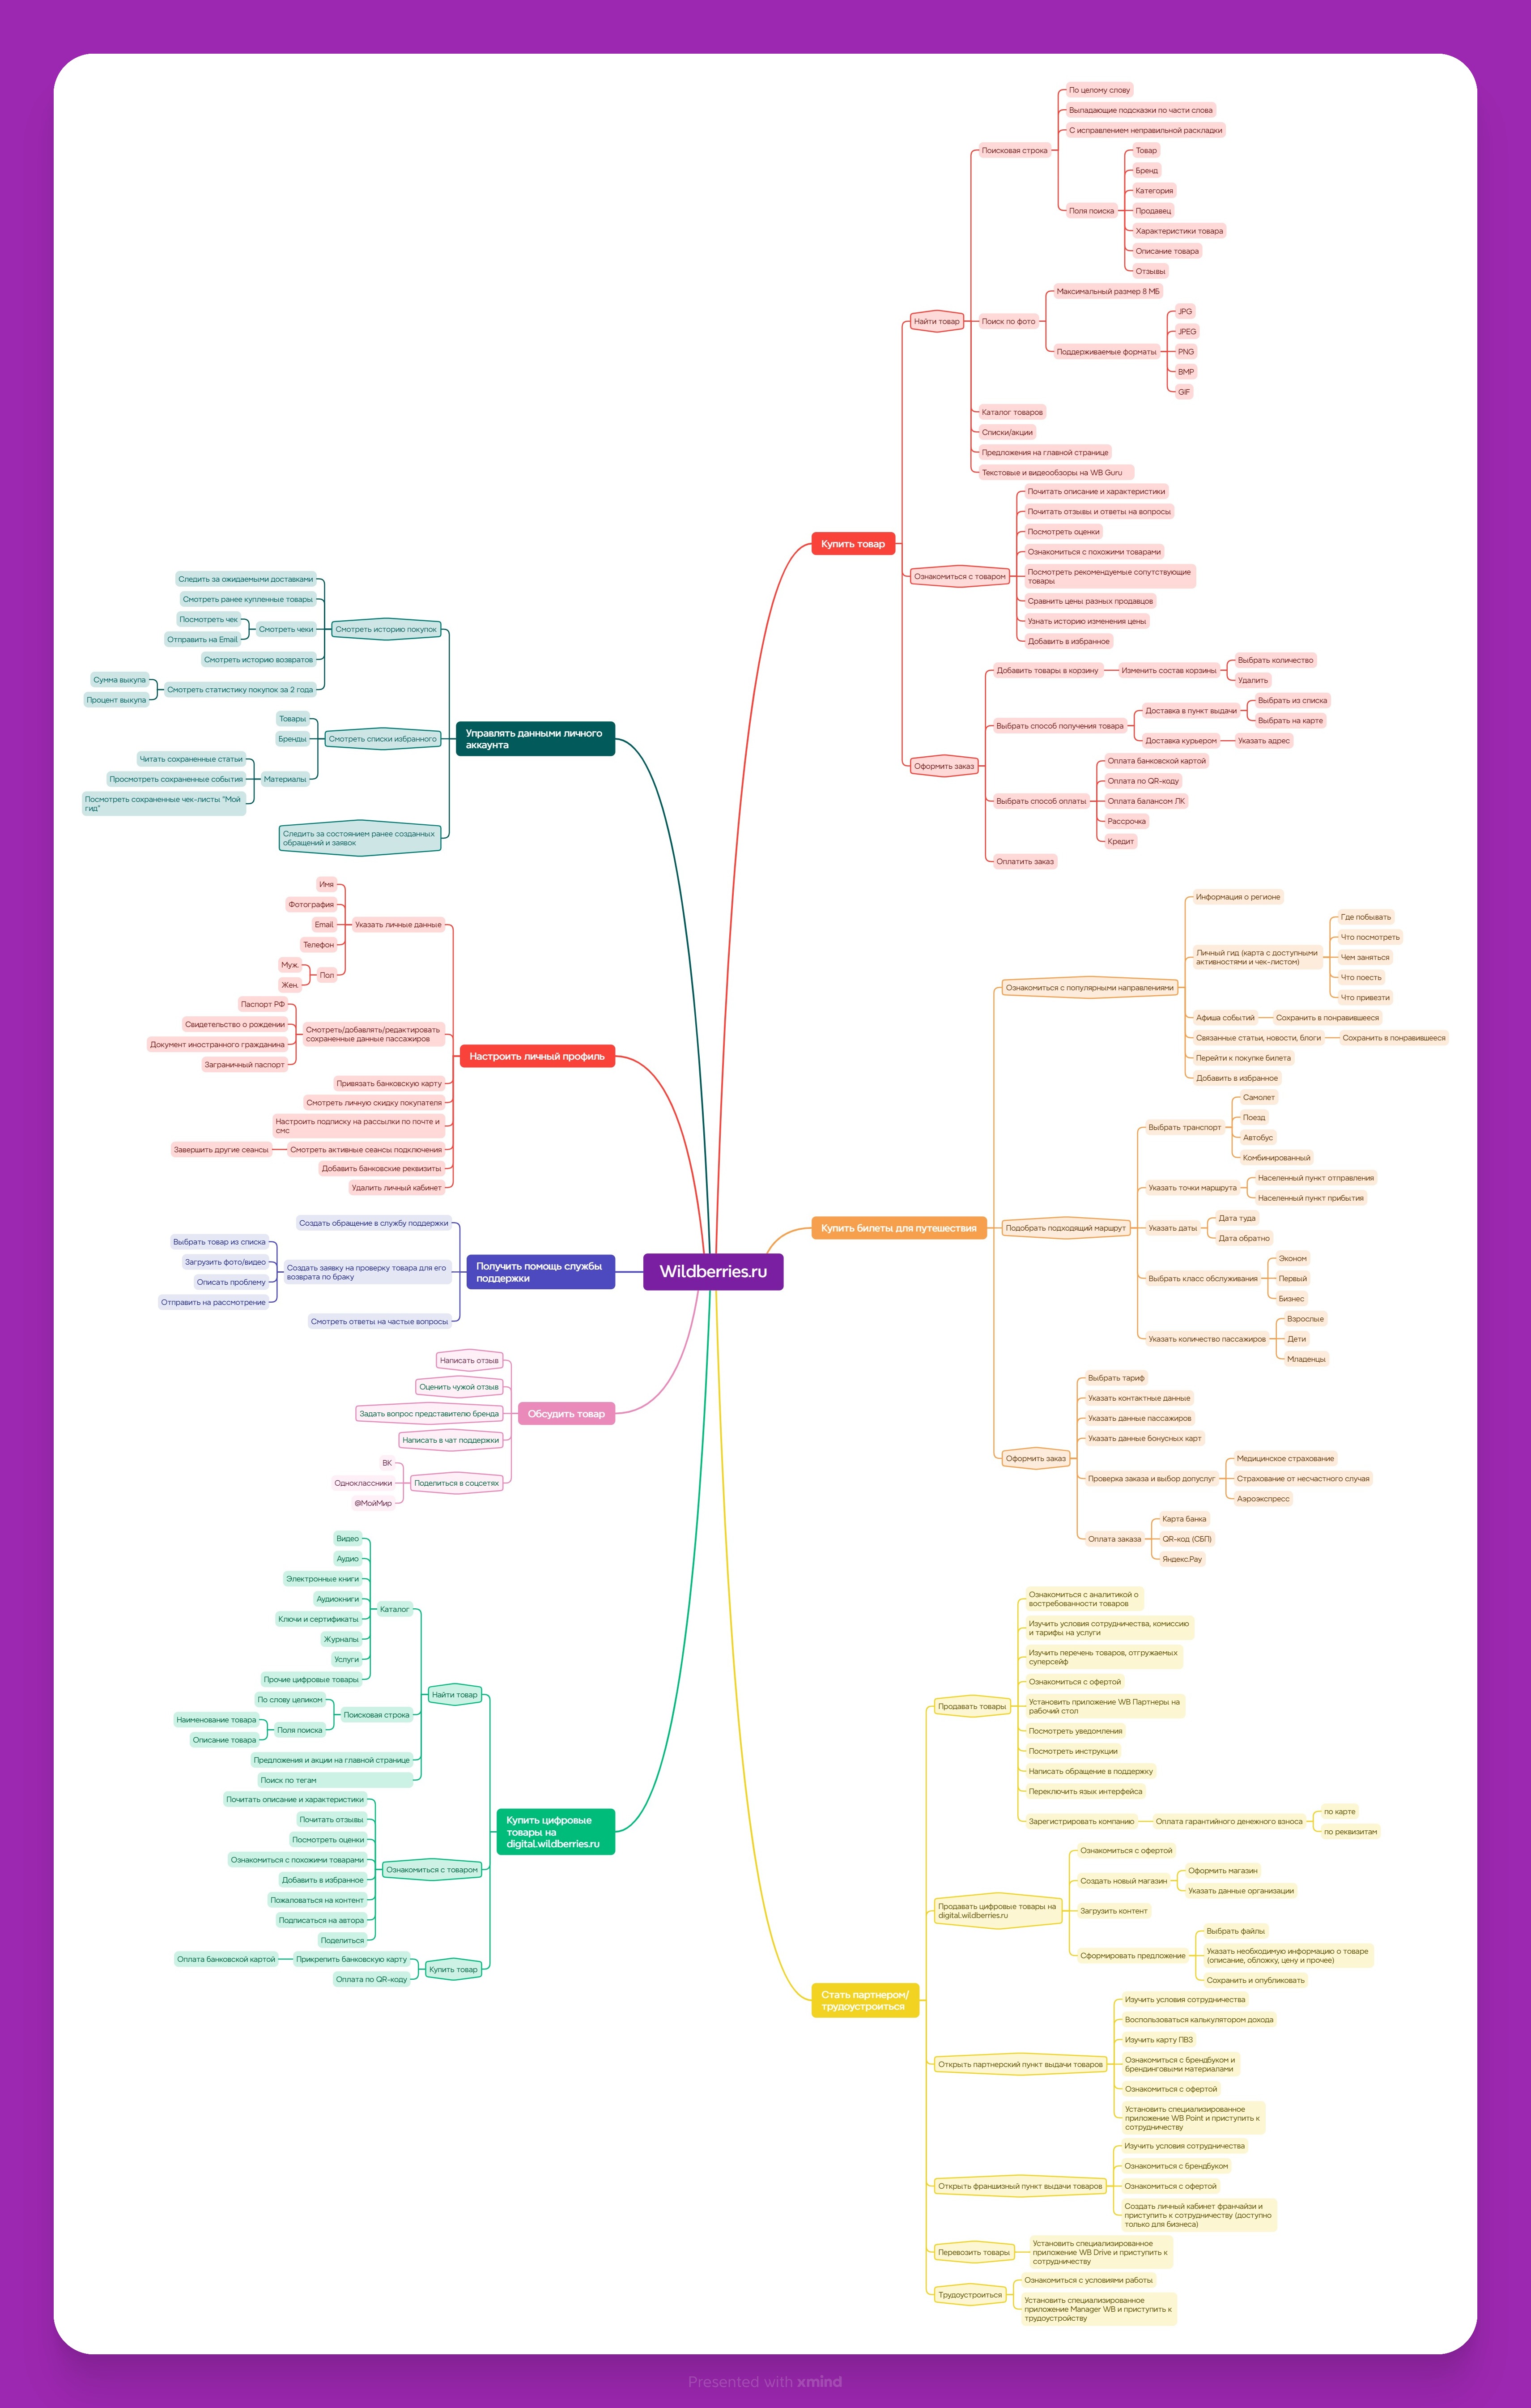 Wildberries.ru
Купить товар
Найти товар
Поисковая строка
По целому слову
Выпадающие подсказки по части слова
С исправлением неправильной раскладки
Поля поиска
Товар
Бренд
Категория
Продавец
Характеристики товара
Описание товара
Отзывы
Поиск по фото
Максимальный размер 8 МБ
Поддерживаемые форматы
JPG
JPEG
PNG
BMP
GIF
Каталог товаров
Списки/акции
Предложения на главной странице
Текстовые и видеообзоры на WB Guru
Ознакомиться с товаром
Почитать описание и характеристики
Почитать отзывы и ответы на вопросы
Посмотреть оценки
Ознакомиться с похожими товарами
Посмотреть рекомендуемые сопутствующие
товары
Сравнить цены разных продавцов
Узнать историю изменения цены
Добавить в избранное
Оформить заказ
Добавить товары в корзину
Изменить состав корзины
Выбрать количество
Удалить
Выбрать способ получения товара
Доставка в пункт выдачи
Выбрать из списка
Выбрать на карте
Доставка курьером
Указать адрес
Выбрать способ оплаты
Оплата банковской картой
Оплата по QR-коду
Оплата балансом ЛК
Рассрочка
Кредит
Оплатить заказ
Купить билеты для путешествия
Ознакомиться с популярными направлениями
Информация о регионе
Личный гид (карта с доступными
активностями и чек-листом)
Где побывать
Что посмотреть
Чем заняться
Что поесть
Что привезти
Афиша событий
Сохранить в понравившееся
Связанные статьи, новости, блоги
Сохранить в понравившееся
Перейти к покупке билета
Добавить в избранное
Подобрать подходящий маршрут
Выбрать транспорт
Самолет
Поезд
Автобус
Комбинированный
Указать точки маршрута
Населенный пункт отправления
Населенный пункт прибытия
Указать даты
Дата туда
Дата обратно
Выбрать класс обслуживания
Эконом
Первый
Бизнес
Указать количество пассажиров
Взрослые
Дети
Младенцы
Оформить заказ
Выбрать тариф
Указать контактные данные
Указать данные пассажиров
Указать данные бонусных карт
Проверка заказа и выбор допуслуг
Медицинское страхование
Страхование от несчастного случая
Аэроэкспресс
Оплата заказа
Карта банка
QR-код (СБП)
Яндекс.Pay
Стать партнером/
трудоустроиться
Продавать товары
Ознакомиться с аналитикой о
востребованности товаров
Изучить условия сотрудничества, комиссию
и тарифы на услуги
Изучить перечень товаров, отгружаемых
суперсейф
Ознакомиться с офертой
Установить приложение WB Партнеры на
рабочий стол
Посмотреть уведомления
Посмотреть инструкции
Написать обращение в поддержку
Переключить язык интерфейса
Зарегистрировать компанию
Оплата гарантийного денежного взноса
по карте
по реквизитам
Продавать цифровые товары на
digital.wildberries.ru
Ознакомиться с офертой
Создать новый магазин
Оформить магазин
Указать данные организации
Загрузить контент
Сформировать предложение
Выбрать файлы
Указать необходимую информацию о товаре
(описание, обложку, цену и прочее)
Сохранить и опубликовать
Открыть партнерский пункт выдачи товаров
Изучить условия сотрудничества
Воспользоваться калькулятором дохода
Изучить карту ПВЗ
Ознакомиться с брендбуком и
брендинговыми материалами
Ознакомиться с офертой
Установить специализированное
приложение WB Point и приступить к
сотрудничеству
Открыть франшизный пункт выдачи товаров
Изучить условия сотрудничества
Ознакомиться с брендбуком
Ознакомиться с офертой
Создать личный кабинет франчайзи и
приступить к сотрудничеству (доступно
только для бизнеса)
Перевозить товары
Установить специализированное
приложение WB Drive и приступить к
сотрудничеству
Трудоустроиться
Ознакомиться с условиями работы
Установить специализированное
приложение Manager WB и приступить к
трудоустройству
Управлять данными личного
аккаунта
Смотреть историю покупок
Следить за ожидаемыми доставками
Смотреть ранее купленные товары
Смотреть чеки
Посмотреть чек
Отправить на Email
Смотреть историю возвратов
Смотреть статистику покупок за 2 года
Сумма выкупа
Процент выкупа
Смотреть списки избранного
Товары
Бренды
Материалы
Читать сохраненные статьи
Просмотреть сохраненные события
Посмотреть сохраненные чек-листы "Мой
гид"
Следить за состоянием ранее созданных
обращений и заявок
Настроить личный профиль
Указать личные данные
Имя
Фотография
Email
Телефон
Пол
Муж.
Жен.
Смотреть/добавлять/редактировать
сохраненные данные пассажиров
Паспорт РФ
Свидетельство о рождении
Документ иностранного гражданина
Заграничный паспорт
Привязать банковскую карту
Смотреть личную скидку покупателя
Настроить подписку на рассылки по почте и
смс
Смотреть активные сеансы подключения
Завершить другие сеансы
Добавить банковские реквизиты
Удалить личный кабинет
Получить помощь службы
поддержки
Создать обращение в службу поддержки
Создать заявку на проверку товара для его
возврата по браку
Выбрать товар из списка
Загрузить фото/видео
Описать проблему
Отправить на рассмотрение
Смотреть ответы на частые вопросы
Обсудить товар
Написать отзыв
Оценить чужой отзыв
Задать вопрос представителю бренда
Написать в чат поддержки
Поделиться в соцсетях
ВК
Одноклассники
@МойМир
Купить цифровые
товары на
digital.wildberries.ru
Найти товар
Каталог
Видео
Аудио
Электронные книги
Аудиокниги
Ключи и сертификаты
Журналы
Услуги
Прочие цифровые товары
Поисковая строка
По слову целиком
Поля поиска
Наименование товара
Описание товара
Предложения и акции на главной странице
Поиск по тегам
Ознакомиться с товаром
Почитать описание и характеристики
Почитать отзывы
Посмотреть оценки
Ознакомиться с похожими товарами
Добавить в избранное
Пожаловаться на контент
Подписаться на автора
Поделиться
Купить товар
Прикрепить банковскую карту
Оплата банковской картой
Оплата по QR-коду
Presented with xmind